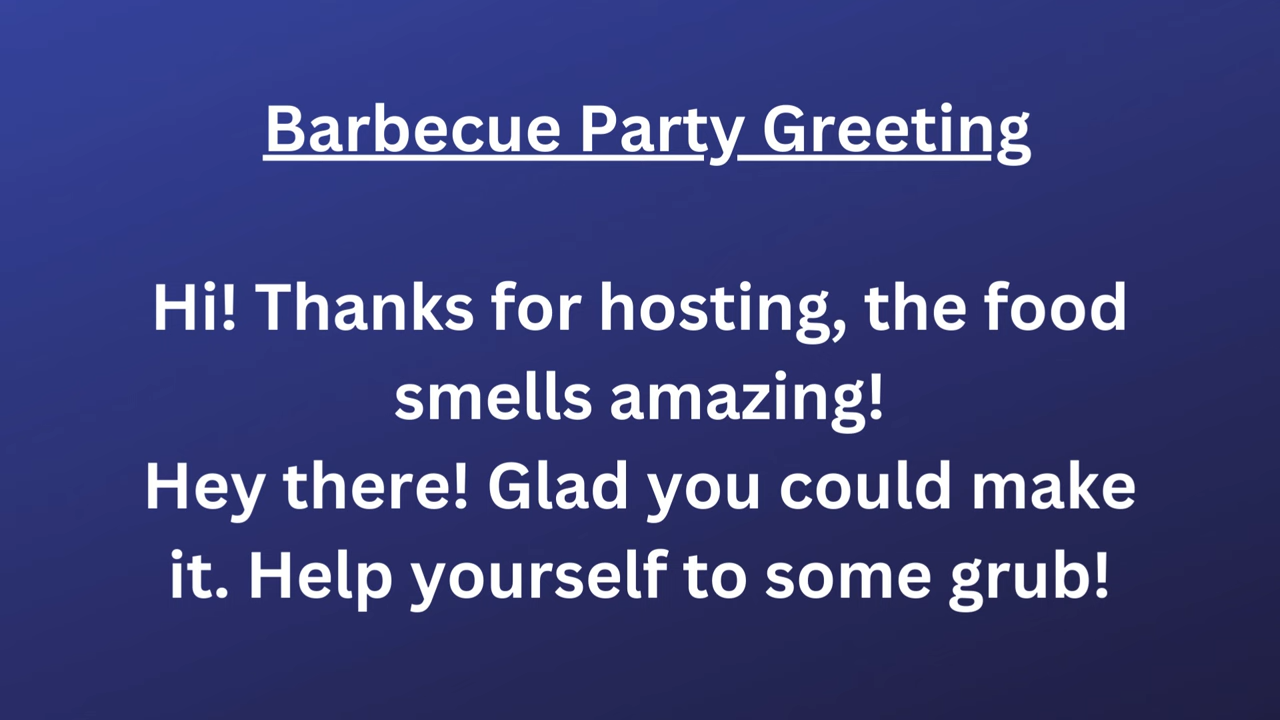 Barbecue Party Greeting
Hi! Thanks for hosting, the food
smells amazing!
Hey there! Glad you could make
it. Help yourself to some grub!